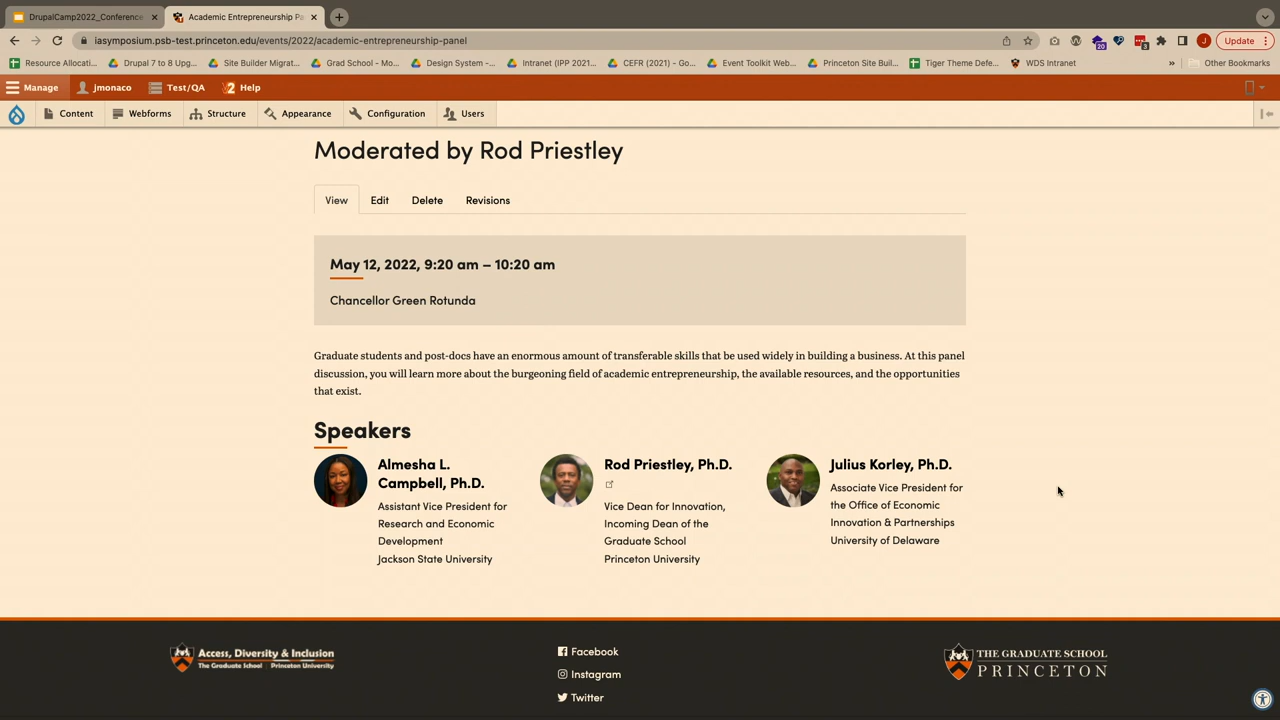 DrupalCamp2022_Conference
Academic Entrepreneurship Pa
iasymposium.psb-test.princeton.edu/events/2022/academic-entrepreneurship-panel
20
3
J
Update
Resource Allocati...
Drupal 7 to 8 Upg...
Site Builder Migrat...
Grad School - Mo...
Design System -...
Intranet (IPP 2021...
CEFR (2021) - Go...
Event Toolkit Web...
Princeton Site Buil...
Tiger Theme Defe...
WDS Intranet
»
Other Bookmarks
Manage
Jmonaco
Test/QA
Help
Content
Webforms
Structure
Appearance
Configuration
Users
Moderated by Rod Priestley
View
Edit
Delete
Revisions
May 12, 2022, 9:20 am – 10:20 am
Chancellor Green Rotunda
Graduate students and post-docs have an enormous amount of transferable skills that be used widely in building a business. At this panel
discussion, you will learn more about the burgeoning field of academic entrepreneurship, the available resources, and the opportunities
that exist.
Speakers
Almesha L.
Campbell, Ph.D.
Assistant Vice President for
Research and Economic
Development
Jackson State University
Rod Priestley, Ph.D.
Vice Dean for Innovation,
Incoming Dean of the
Graduate School
Princeton University
Julius Korley, Ph.D.
Associate Vice President for
the Office of Economic
Innovation & Partnerships
University of Delaware
Access, Diversity & Inclusion
The Graduate School | Princeton University
Facebook
Instagram
Twitter
THE GRADUATE SCHOOL
PRINCETON